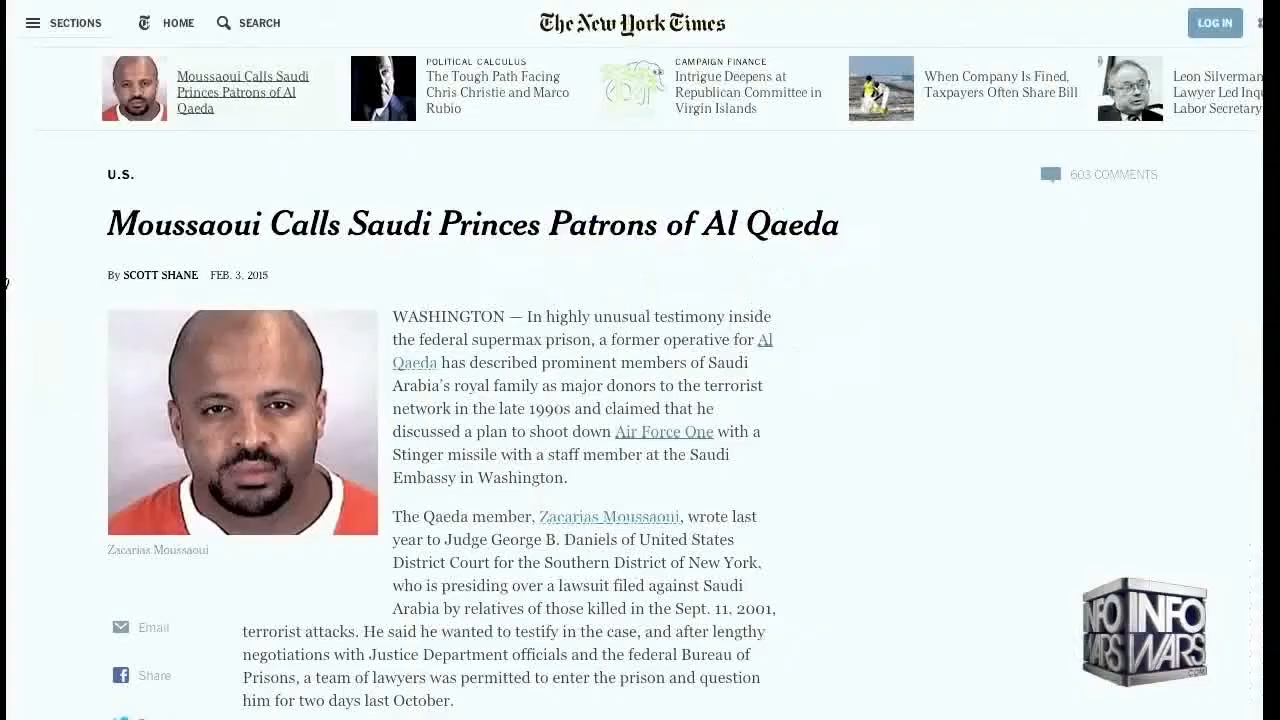 SECTIONS
HOME
SEARCH
The New York Times
LOG IN
Moussaoui Calls Saudi
Princes Patrons of Al
Qaeda
POLITICAL CALCULUS
The Tough Path Facing
Chris Christie and Marco
Rubio
CAMPAIGN FINANCE
Intrigue Deepens at
Republican Committee in
Virgin Islands
When Company Is Fined,
Taxpayers Often Share Bill
Leon Silverman
Lawyer Led
Labor Secretary
U.S.
603 COMMENTS
Moussaoui Calls Saudi Princes Patrons of Al Qaeda
By SCOTT SHANE FEB. 3, 2015
WASHINGTON — In highly unusual testimony inside
the federal supermax prison, a former operative for Al
Qaeda has described prominent members of Saudi
Arabia's royal family as major donors to the terrorist
network in the late 1990s and claimed that he
discussed a plan to shoot down Air Force One with a
Stinger missile with a staff member at the Saudi
Embassy in Washington.
The Qaeda member, Zacarias Moussaoui, wrote last
year to Judge George B. Daniels of United States
District Court for the Southern District of New York,
who is presiding over a lawsuit filed against Saudi
Arabia by relatives of those killed in the Sept. 11, 2001,
terrorist attacks. He said he wanted to testify in the case, and after lengthy
negotiations with Justice Department officials and the federal Bureau of
Prisons, a team of lawyers was permitted to enter the prison and question
him for two days last October.
Zacarias Moussaoui
Email
Share
INFO
WARS
.COM